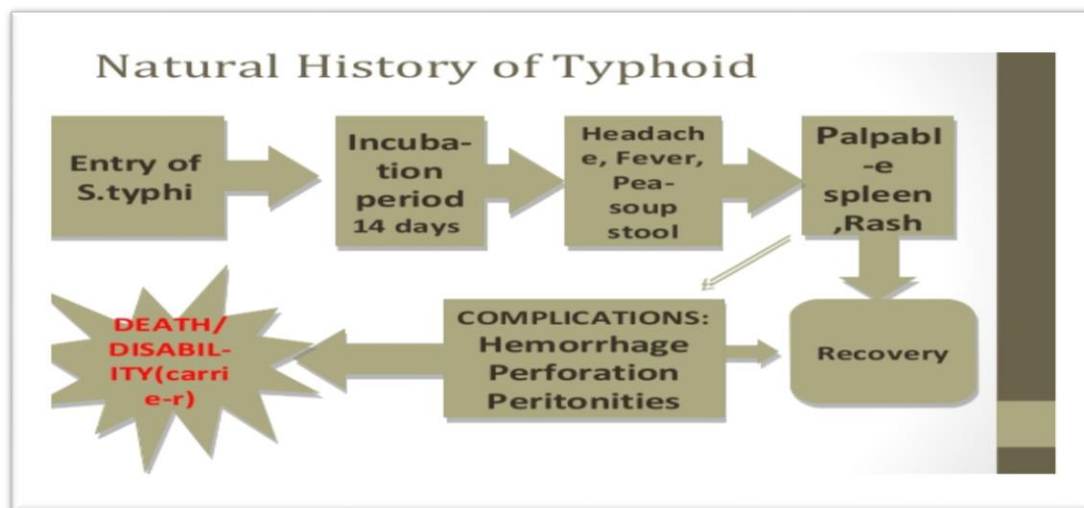 Natural History of Typhoid
Entry of
S.typhi
Incuba-
tion
period
14 days
Headach
e, Fever,
Pea-
soup
stool
Palpabl
-e
spleen
,Rash
DEATH/
DISABIL-
ITY(carri
e-r)
COMPLICATIONS:
Hemorrhage
Perforation
Peritonities
Recovery